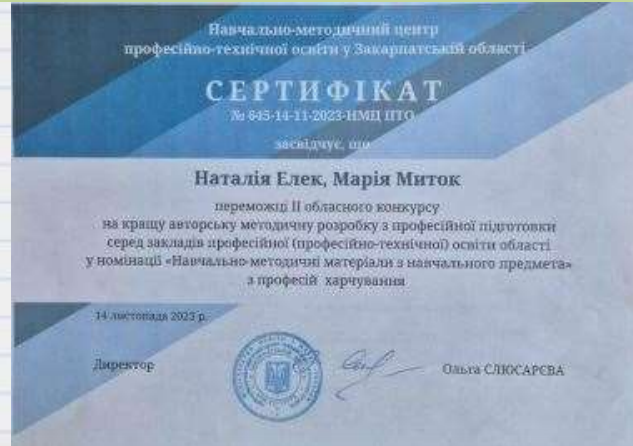 Навчально-методичний центр
професійно-технічної освіти у Закарпатській області
СЕРТИФІКАТ
№ 645-14-11-2023-НМЦ ПТО
засвідчує, що
Наталія Елек, Марія Миток
переможці ІІ обласного конкурсу
на кращу авторську методичну розробку з професійної підготовки
серед закладів професійної (професійно-технічної) освіти області
у номінації «Навчально-методичні матеріали з навчального предмета»
з професій харчування
14 листопада 2023 р.
Директор
Ольга СЛЮСАРЄВА